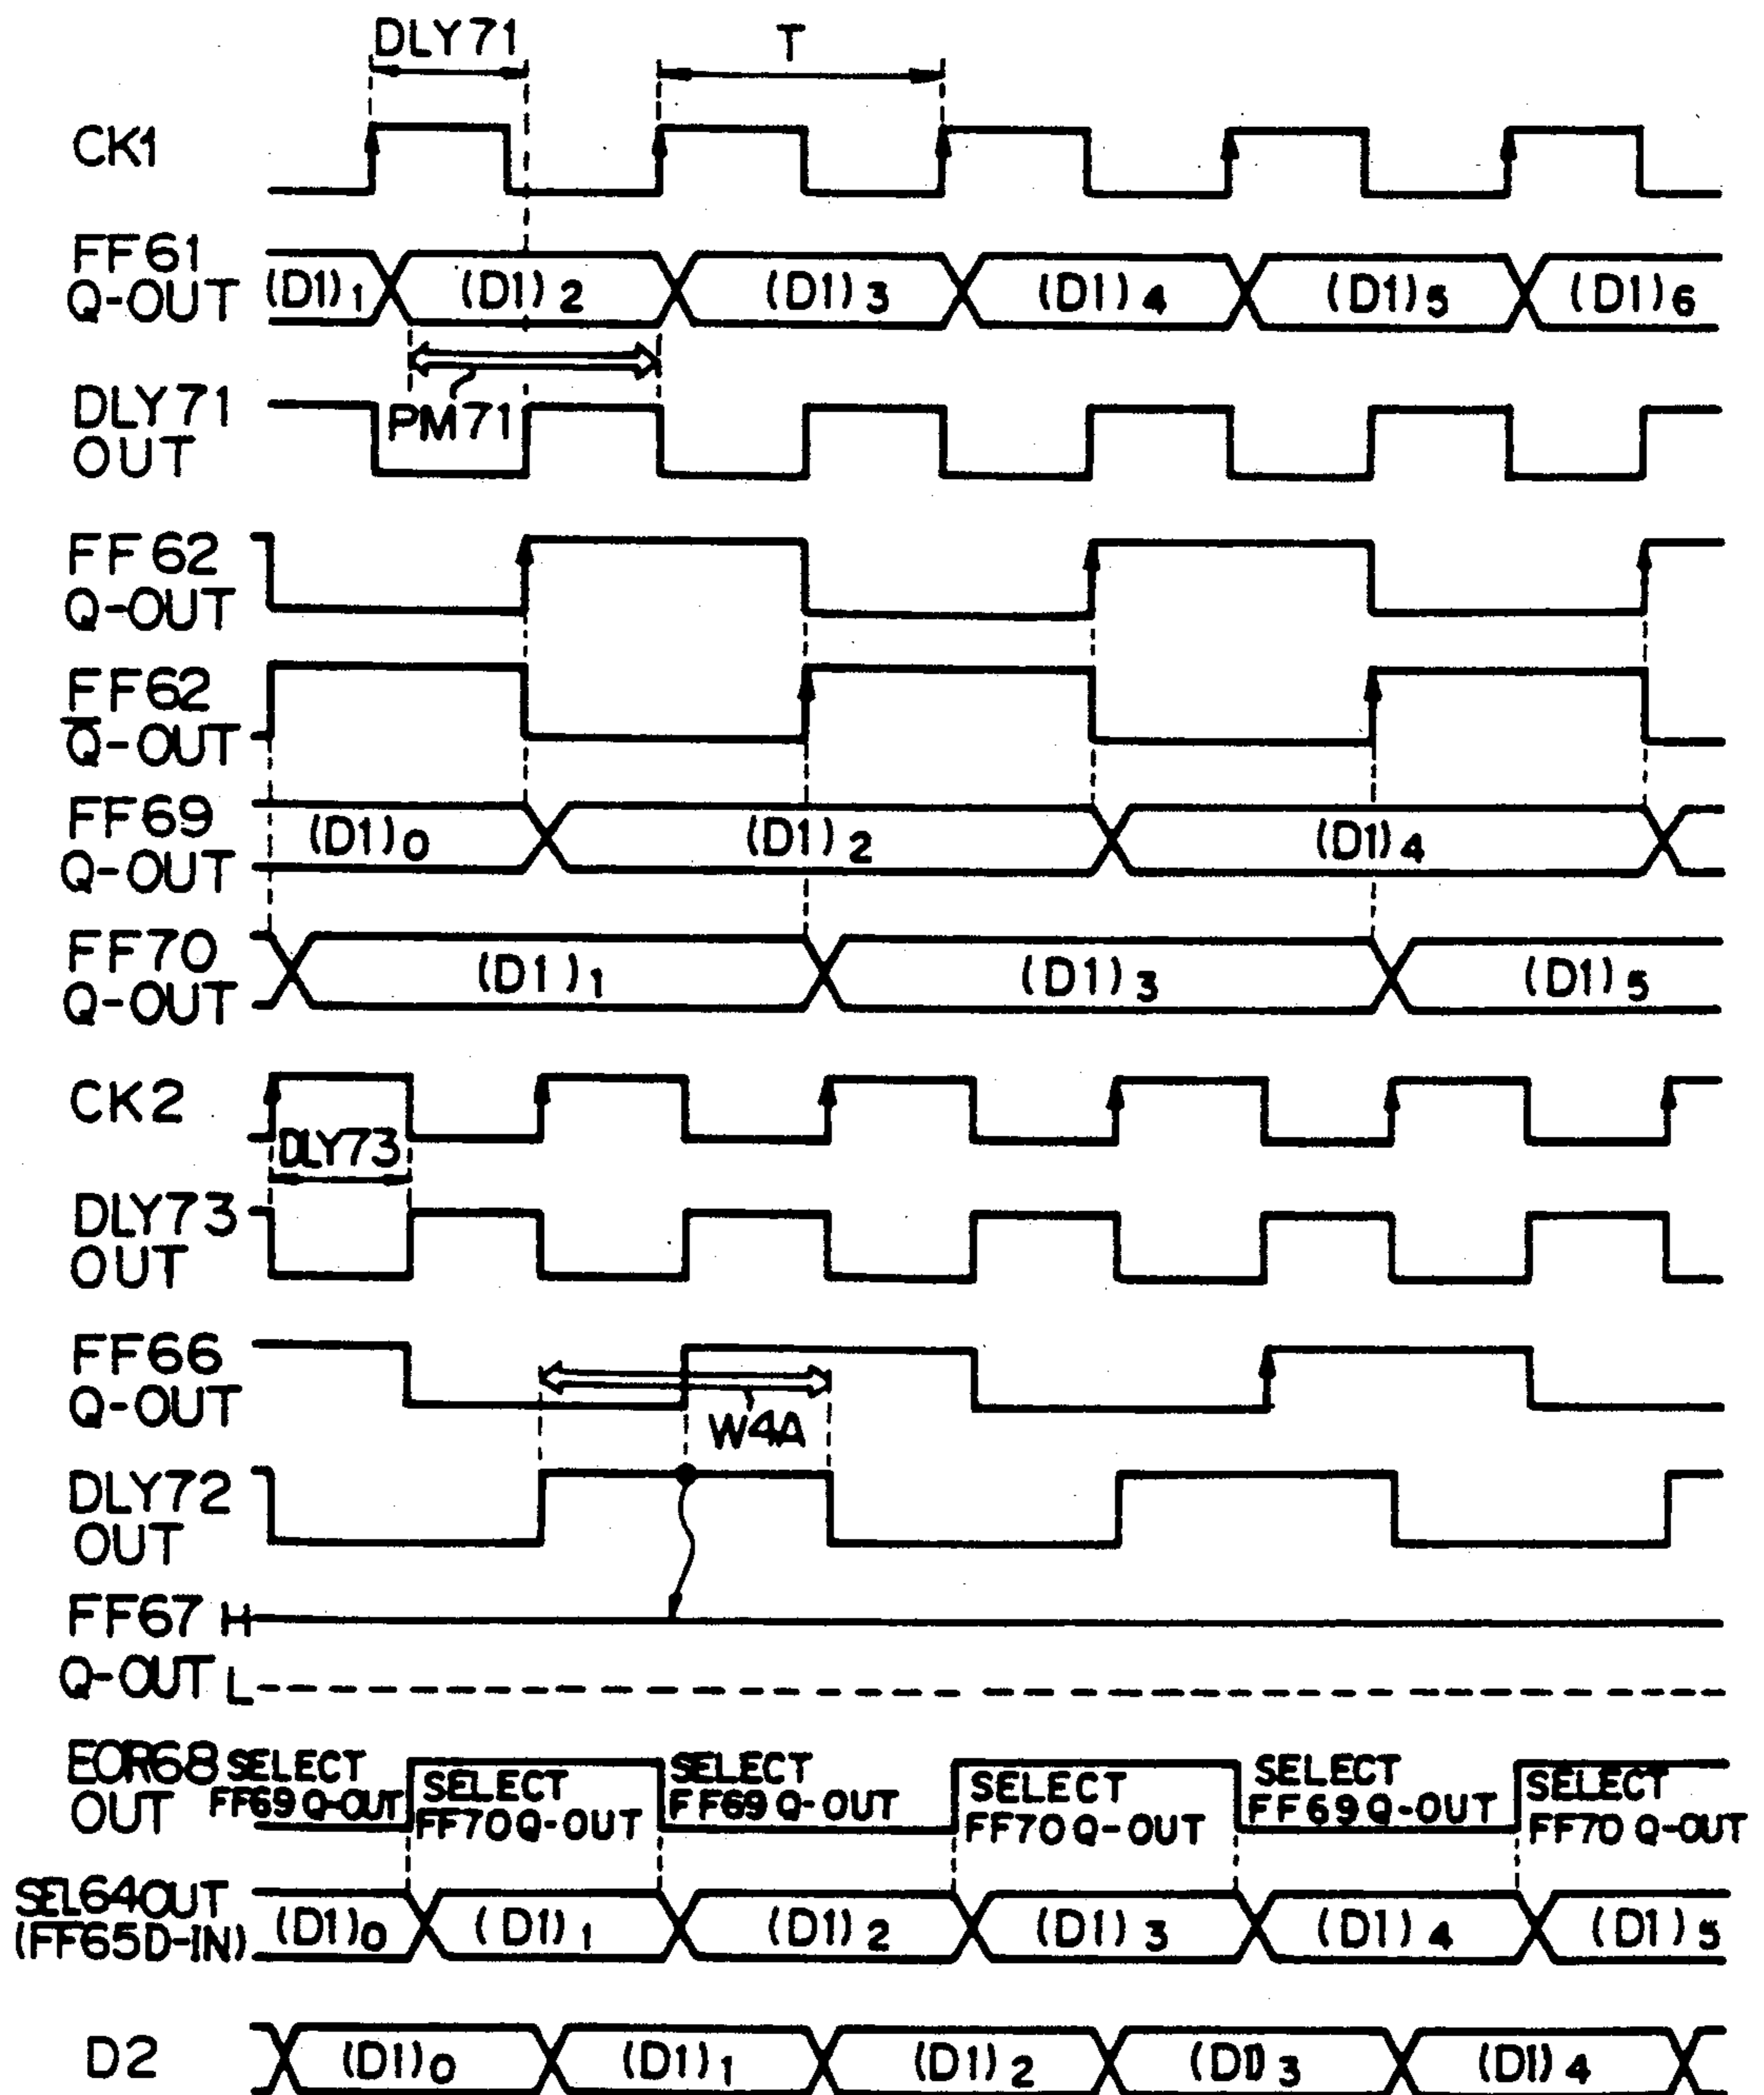 DLY71
T
CK1
FF61
Q-OUT
(D1)1 (D1)2 (D1)3 (D1)4 (D1)5 (D1)6
PM71
DLY71
OUT
FF62
Q-OUT
FF62
Q̅-OUT
FF69
Q-OUT
(D1)0 (D1)2 (D1)4
FF70
Q-OUT
(D1)1 (D1)3 (D1)5
CK2
DLY73
DLY73
OUT
FF66
Q-OUT
W4A
DLY72
OUT
FF67 H
Q-OUT L
EOR68
OUT
SELECT
FF69 Q-OUT
SELECT
FF70 Q-OUT
SELECT
FF69 Q-OUT
SELECT
FF70 Q-OUT
SELECT
FF69 Q-OUT
SELECT
FF70 Q-OUT
SEL64OUT
(FF65D-IN)
(D1)0 (D1)1 (D1)2 (D1)3 (D1)4 (D1)5
D2
(D1)0 (D1)1 (D1)2 (D1)3 (D1)4